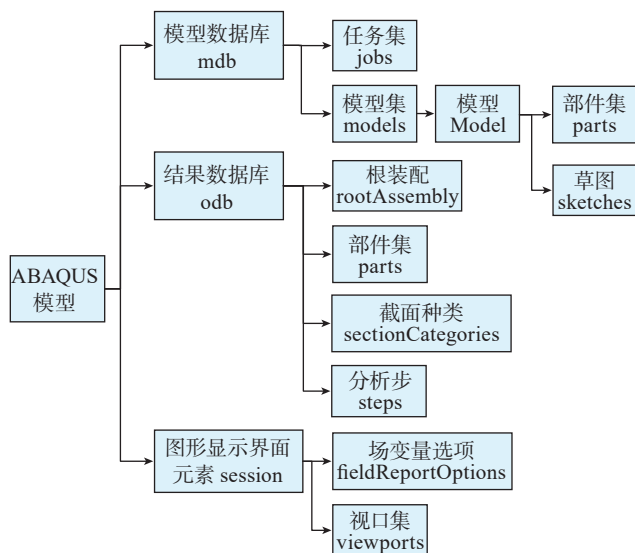 模型数据库
mdb
任务集
jobs
模型集
models
模型
Model
部件集
parts
草图
sketches
结果数据库
odb
根装配
rootAssembly
部件集
parts
截面种类
sectionCategories
分析步
steps
ABAQUS
模型
图形显示界面
元素 session
场变量选项
fieldReportOptions
视口集
viewports